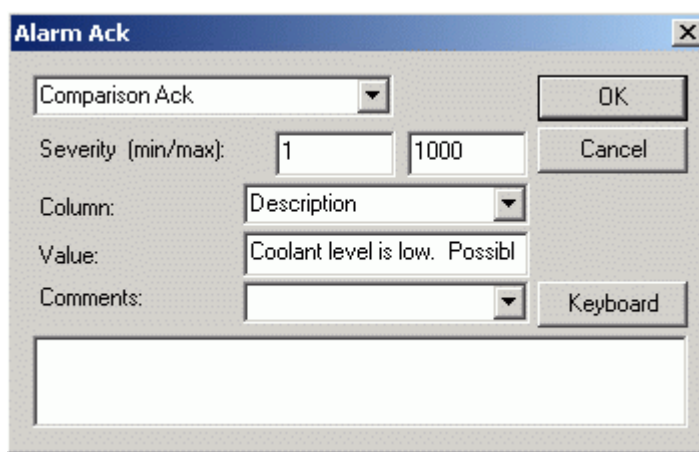 Alarm Ack
Comparison Ack
OK
Severity (min/max): 1 1000
Cancel
Column: Description
Value: Coolant level is low.  Possibl
Comments:
Keyboard